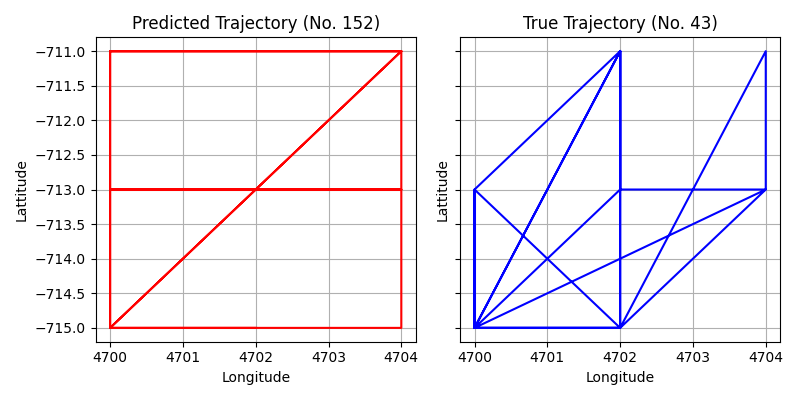 Predicted Trajectory (No. 152)
True Trajectory (No. 43)
−711.0
−711.5
−712.0
−712.5
−713.0
−713.5
−714.0
−714.5
−715.0
Lattitude
Lattitude
4700 4701 4702 4703 4704
4700 4701 4702 4703 4704
Longitude
Longitude